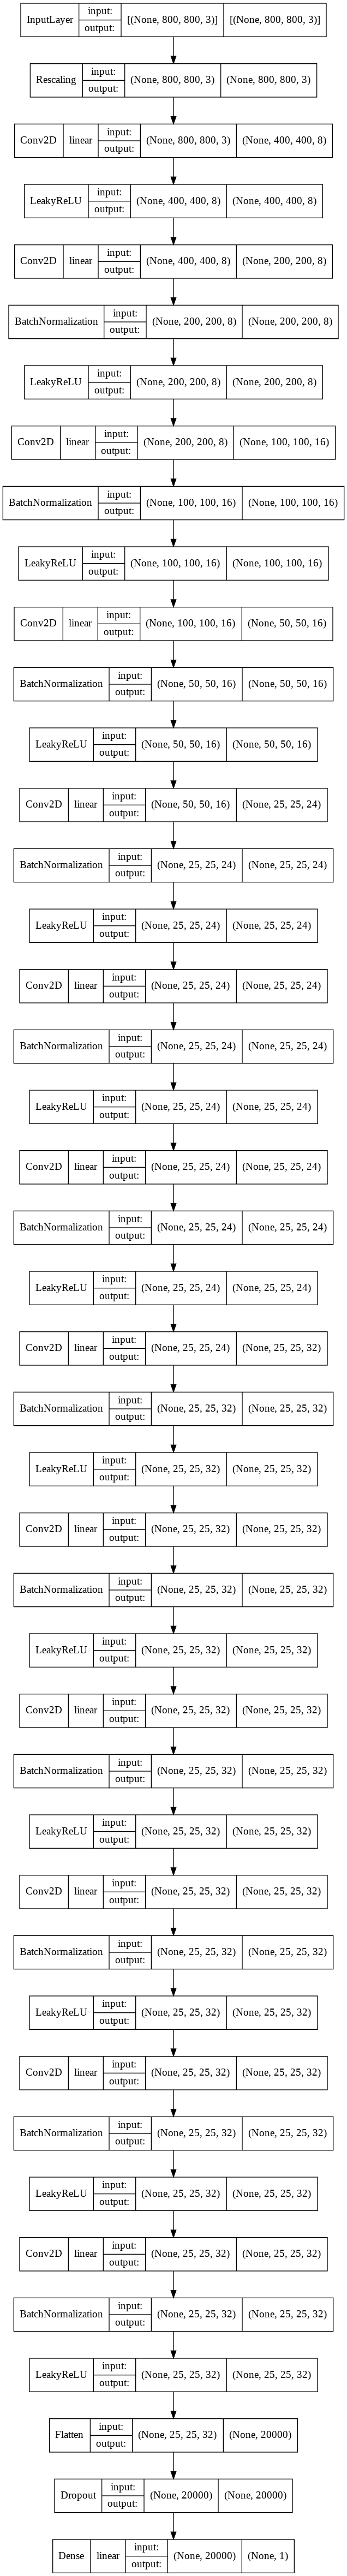 InputLayer input: output: [(None, 800, 800, 3)] [(None, 800, 800, 3)]
Rescaling input: output: (None, 800, 800, 3) (None, 800, 800, 3)
Conv2D linear input: output: (None, 800, 800, 3) (None, 400, 400, 8)
LeakyReLU input: output: (None, 400, 400, 8) (None, 400, 400, 8)
Conv2D linear input: output: (None, 400, 400, 8) (None, 200, 200, 8)
BatchNormalization input: output: (None, 200, 200, 8) (None, 200, 200, 8)
LeakyReLU input: output: (None, 200, 200, 8) (None, 200, 200, 8)
Conv2D linear input: output: (None, 200, 200, 8) (None, 100, 100, 16)
BatchNormalization input: output: (None, 100, 100, 16) (None, 100, 100, 16)
LeakyReLU input: output: (None, 100, 100, 16) (None, 100, 100, 16)
Conv2D linear input: output: (None, 100, 100, 16) (None, 50, 50, 16)
BatchNormalization input: output: (None, 50, 50, 16) (None, 50, 50, 16)
LeakyReLU input: output: (None, 50, 50, 16) (None, 50, 50, 16)
Conv2D linear input: output: (None, 50, 50, 16) (None, 25, 25, 24)
BatchNormalization input: output: (None, 25, 25, 24) (None, 25, 25, 24)
LeakyReLU input: output: (None, 25, 25, 24) (None, 25, 25, 24)
Conv2D linear input: output: (None, 25, 25, 24) (None, 25, 25, 24)
BatchNormalization input: output: (None, 25, 25, 24) (None, 25, 25, 24)
LeakyReLU input: output: (None, 25, 25, 24) (None, 25, 25, 24)
Conv2D linear input: output: (None, 25, 25, 24) (None, 25, 25, 24)
BatchNormalization input: output: (None, 25, 25, 24) (None, 25, 25, 24)
LeakyReLU input: output: (None, 25, 25, 24) (None, 25, 25, 24)
Conv2D linear input: output: (None, 25, 25, 24) (None, 25, 25, 32)
BatchNormalization input: output: (None, 25, 25, 32) (None, 25, 25, 32)
LeakyReLU input: output: (None, 25, 25, 32) (None, 25, 25, 32)
Conv2D linear input: output: (None, 25, 25, 32) (None, 25, 25, 32)
BatchNormalization input: output: (None, 25, 25, 32) (None, 25, 25, 32)
LeakyReLU input: output: (None, 25, 25, 32) (None, 25, 25, 32)
Conv2D linear input: output: (None, 25, 25, 32) (None, 25, 25, 32)
BatchNormalization input: output: (None, 25, 25, 32) (None, 25, 25, 32)
LeakyReLU input: output: (None, 25, 25, 32) (None, 25, 25, 32)
Conv2D linear input: output: (None, 25, 25, 32) (None, 25, 25, 32)
BatchNormalization input: output: (None, 25, 25, 32) (None, 25, 25, 32)
LeakyReLU input: output: (None, 25, 25, 32) (None, 25, 25, 32)
Conv2D linear input: output: (None, 25, 25, 32) (None, 25, 25, 32)
BatchNormalization input: output: (None, 25, 25, 32) (None, 25, 25, 32)
LeakyReLU input: output: (None, 25, 25, 32) (None, 25, 25, 32)
Conv2D linear input: output: (None, 25, 25, 32) (None, 25, 25, 32)
BatchNormalization input: output: (None, 25, 25, 32) (None, 25, 25, 32)
LeakyReLU input: output: (None, 25, 25, 32) (None, 25, 25, 32)
Flatten input: output: (None, 25, 25, 32) (None, 20000)
Dropout input: output: (None, 20000) (None, 20000)
Dense linear input: output: (None, 20000) (None, 1)